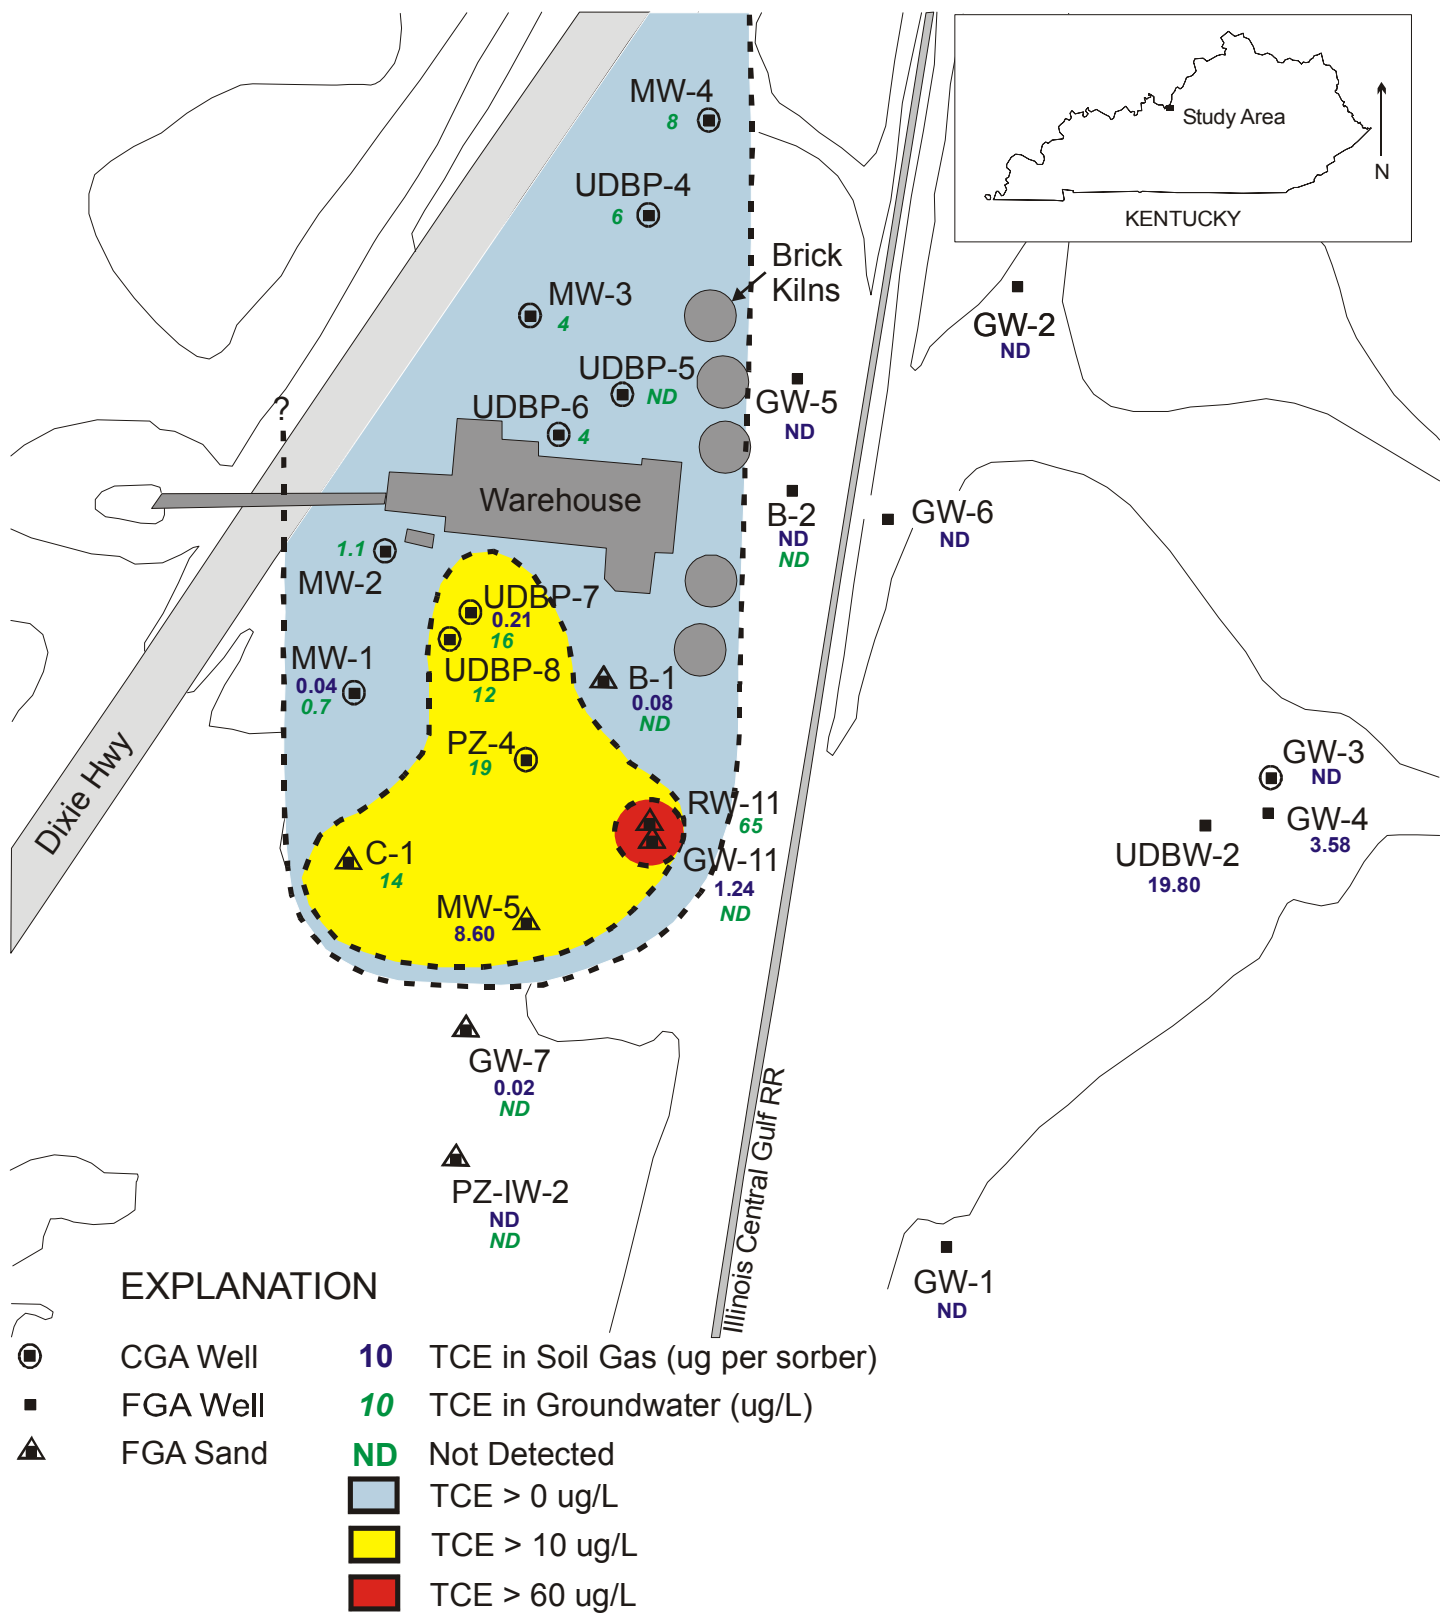 MW-4
8
UDBP-4
6
Study Area
N
KENTUCKY
Brick
Kilns
MW-3
4
GW-2
ND
UDBP-5
ND
GW-5
ND
?
UDBP-6
4
Warehouse
B-2
ND
ND
GW-6
ND
1.1
MW-2
UDBP-7
0.21
16
UDBP-8
12
MW-1
0.04
0.7
B-1
0.08
ND
Dixie Hwy
PZ-4
19
GW-3
ND
RW-11
65
GW-4
3.58
UDBW-2
19.80
C-1
14
GW-11
1.24
ND
MW-5
8.60
GW-7
0.02
ND
Illinois Central Gulf RR
PZ-IW-2
ND
ND
GW-1
ND
EXPLANATION
CGA Well
10 TCE in Soil Gas (ug per sorber)
FGA Well
10 TCE in Groundwater (ug/L)
FGA Sand
ND Not Detected
TCE > 0 ug/L
TCE > 10 ug/L
TCE > 60 ug/L